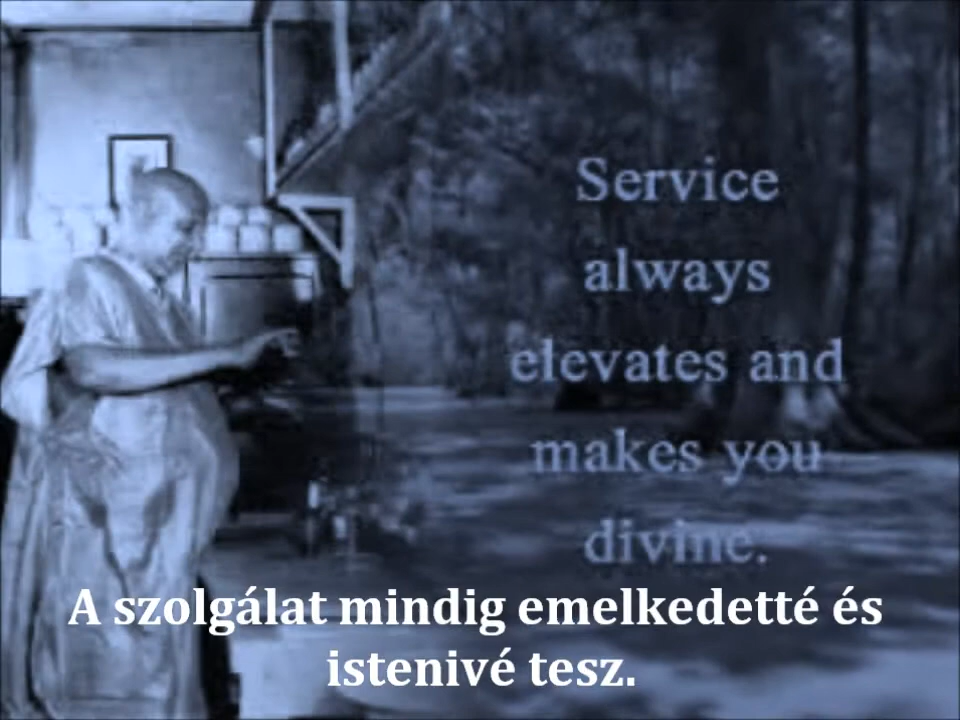 Service
always
elevates and
makes you
divine.
A szolgálat mindig emelkedetté és
istenivé tesz.